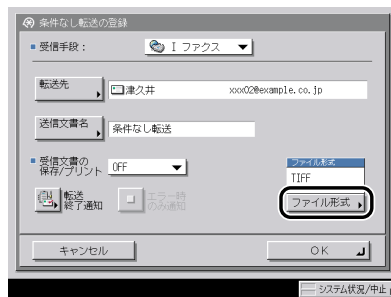 条件なし転送の登録
受信手段： I ファクス
転送先 津久井 xxx02@example.co.jp
送信文書名 条件なし転送
受信文書の
保存/プリント OFF
ファイル形式
TIFF
転送
終了通知
エラー時
のみ通知
ファイル形式
キャンセル OK
システム状況/中止